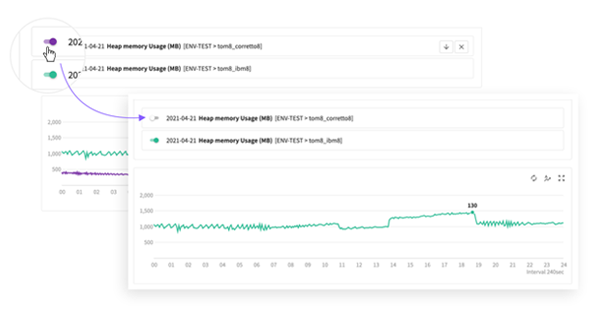 202 1-04-21 Heap memory Usage (MB) [ENV-TEST > tom8_corretto8]
20 1-04-21 Heap memory Usage (MB) [ENV-TEST > tom8_ibm8]
2021-04-21 Heap memory Usage (MB) [ENV-TEST > tom8_corretto8]
2021-04-21 Heap memory Usage (MB) [ENV-TEST > tom8_ibm8]
2,000
1,500
1,000
500
00 01 02 03
2,000
1,500
1,000
500
130
00 01 02 03 04 05 06 07 08 09 10 11 12 13 14 15 16 17 18 19 20 21 22 23 24
Interval 240sec